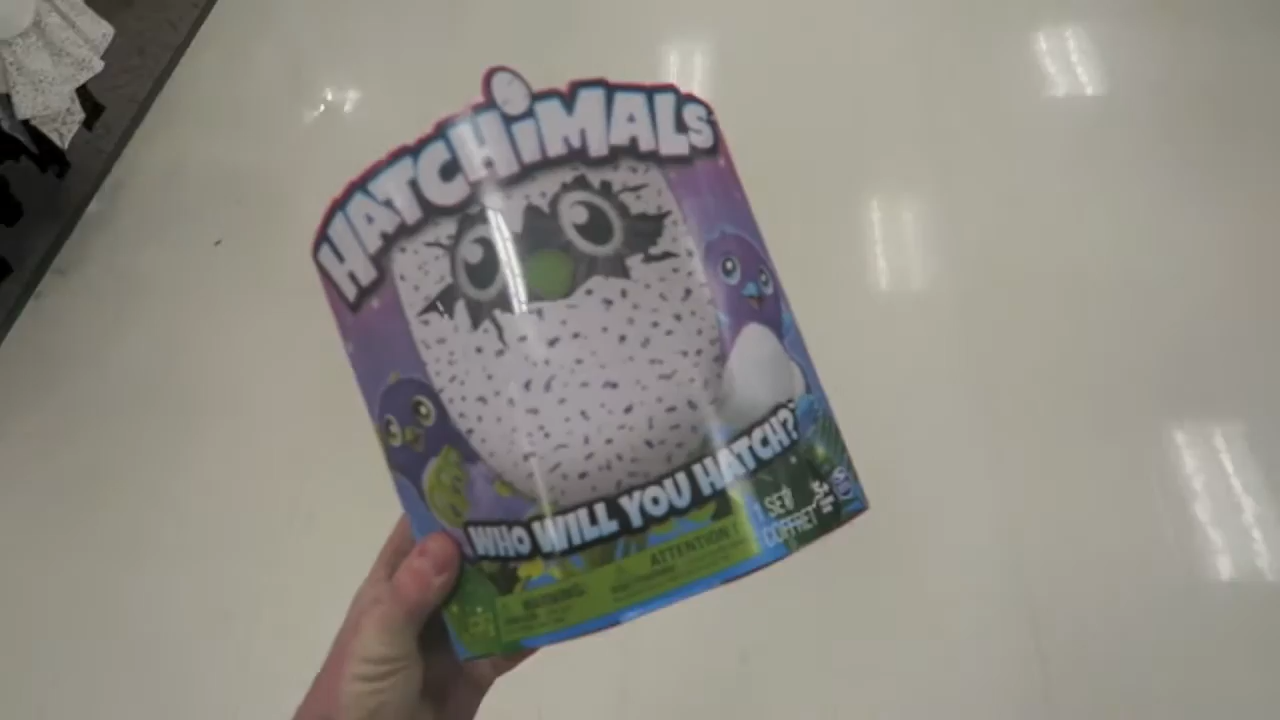 HATCHiMALS
WHO WILL YOU HATCH?
1 SET/
COFFRET
ATTENTION
WARNING: